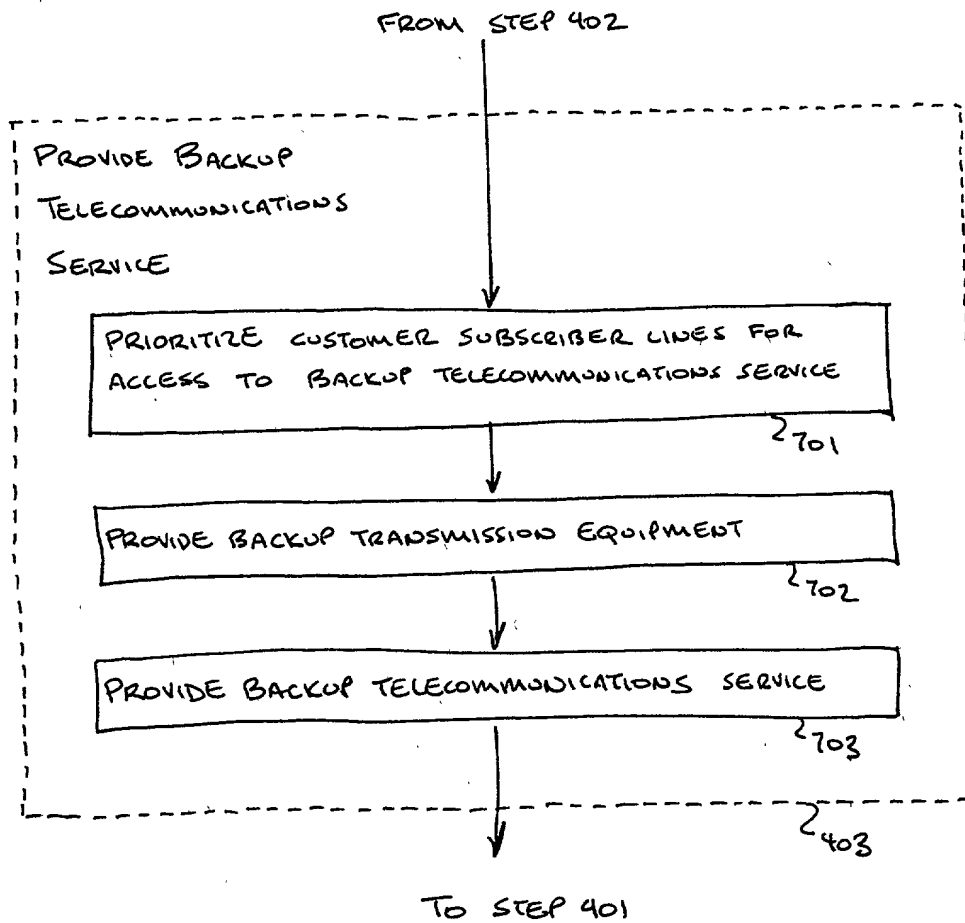 FROM STEP 402
PROVIDE BACKUP
TELECOMMUNICATIONS
SERVICE
PRIORITIZE CUSTOMER SUBSCRIBER LINES FOR
ACCESS TO BACKUP TELECOMMUNICATIONS SERVICE
701
PROVIDE BACKUP TRANSMISSION EQUIPMENT
702
PROVIDE BACKUP TELECOMMUNICATIONS SERVICE
703
403
TO STEP 401